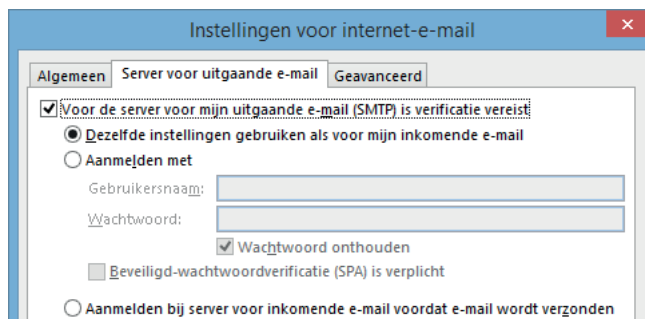 Instellingen voor internet-e-mail
Algemeen Server voor uitgaande e-mail Geavanceerd
Voor de server voor mijn uitgaande e-mail (SMTP) is verificatie vereist
Dezelfde instellingen gebruiken als voor mijn inkomende e-mail
Aanmelden met
Gebruikersnaam:
Wachtwoord:
Wachtwoord onthouden
Beveiligd-wachtwoordverificatie (SPA) is verplicht
Aanmelden bij server voor inkomende e-mail voordat e-mail wordt verzonden